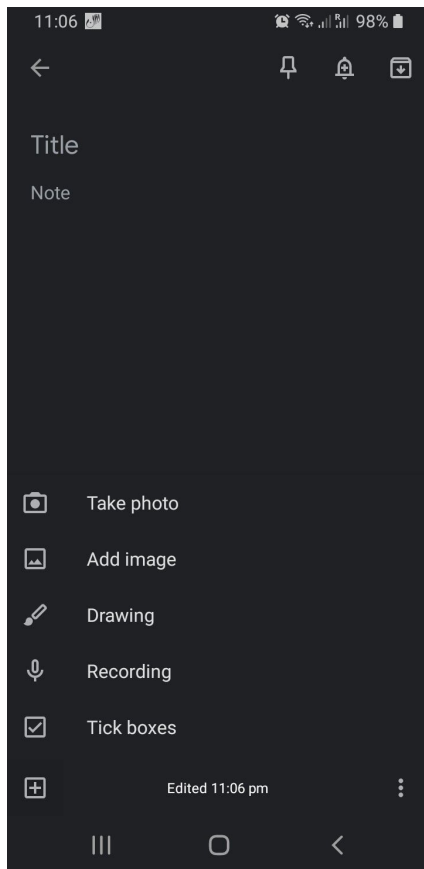 11:06
R
98%
Title
Note
Take photo
Add image
Drawing
Recording
Tick boxes
Edited 11:06 pm